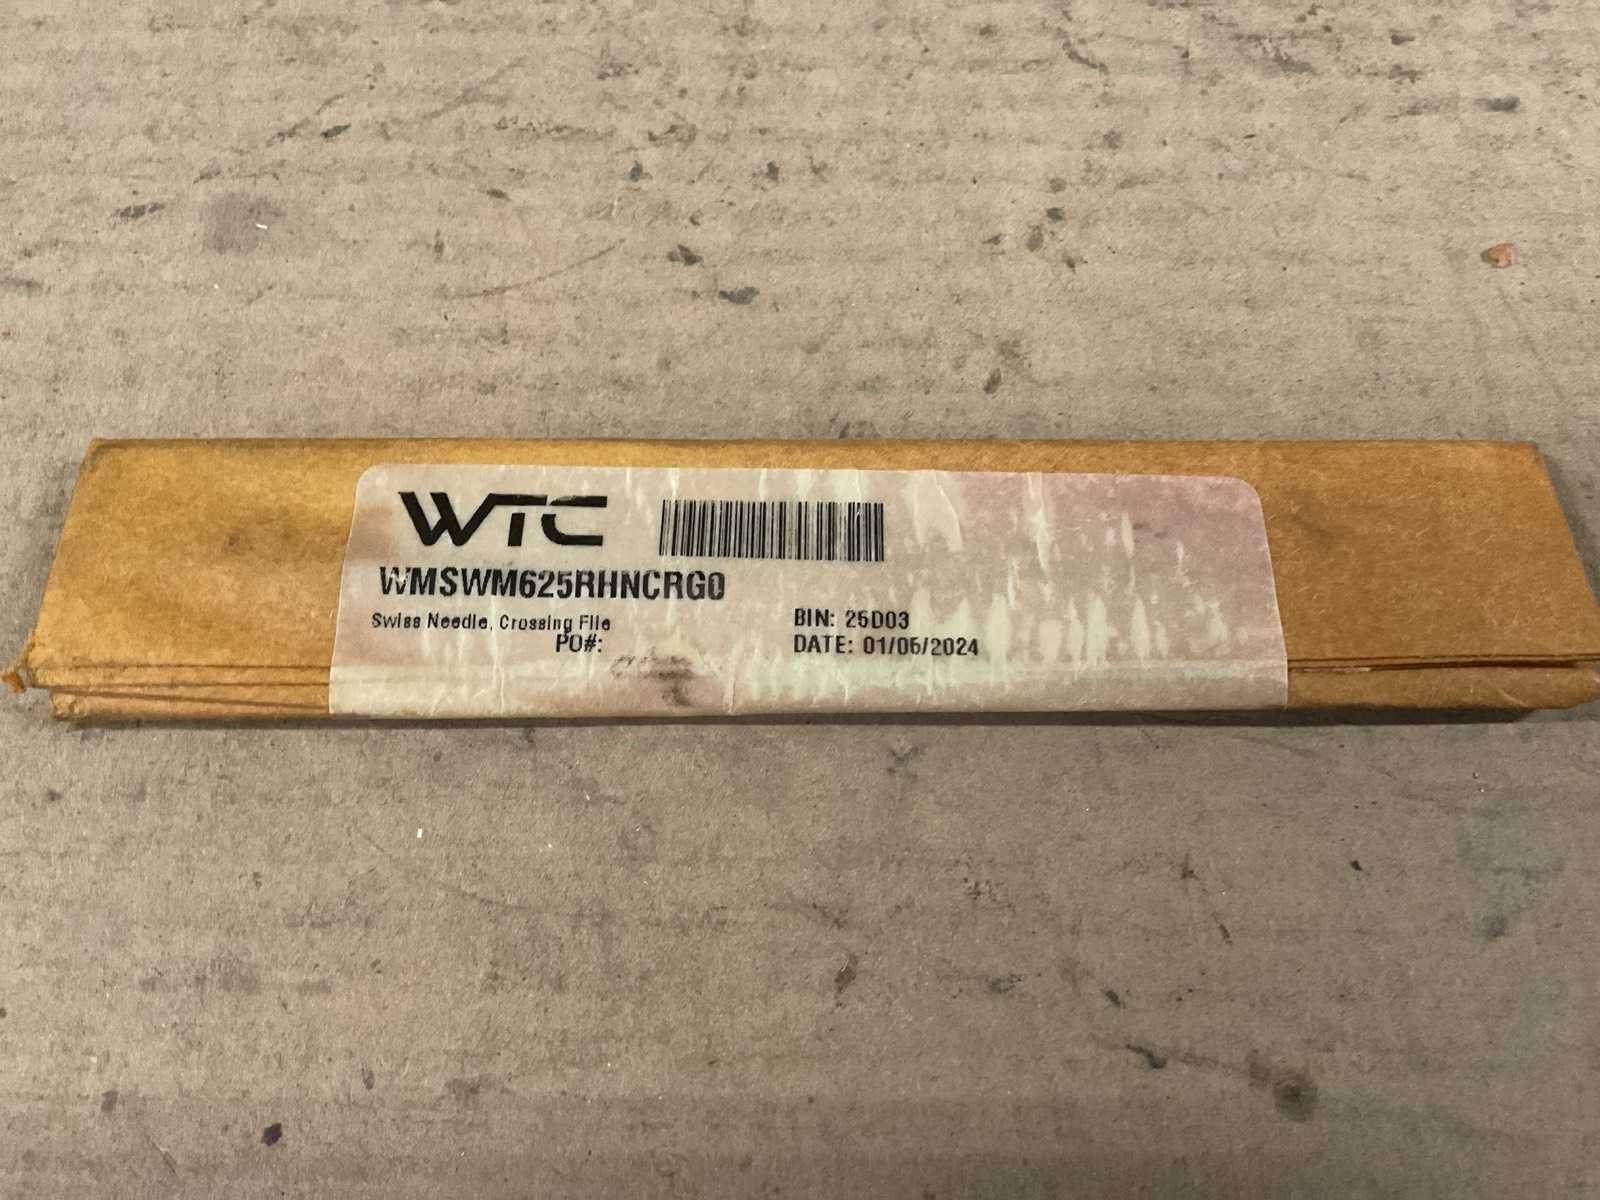 WTC
WMSWM625RHNCRG0
Swiss Needle, Crossing File
PO#:
BIN: 25D03
DATE: 01/05/2024